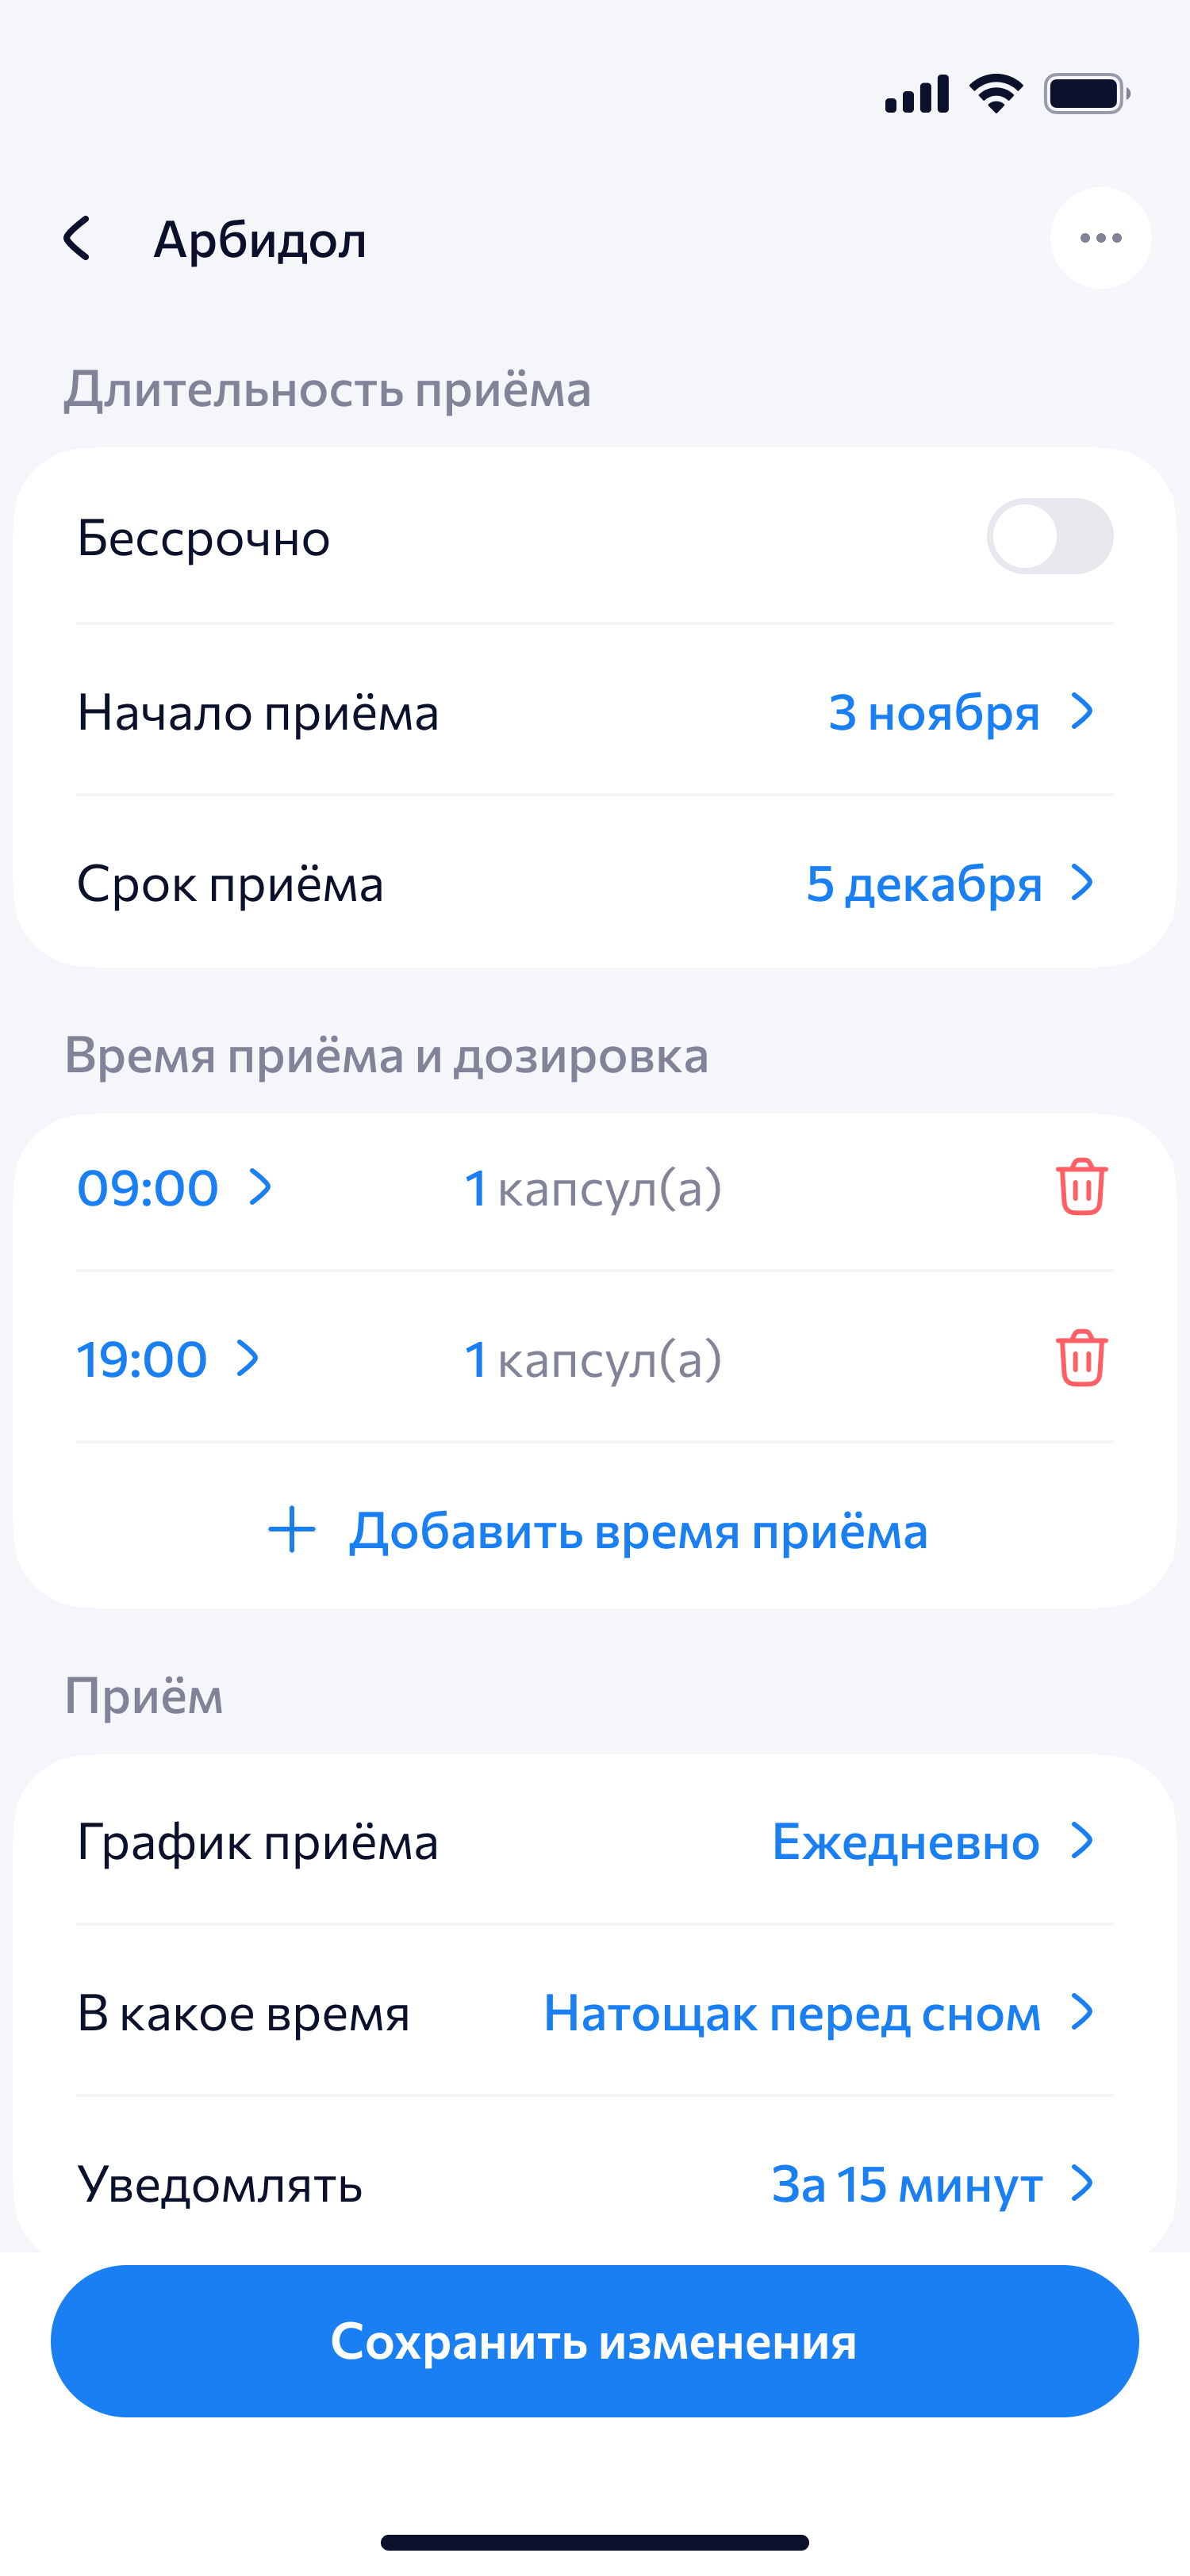 Арбидол
Длительность приёма
Бессрочно
Начало приёма 3 ноября
Срок приёма 5 декабря
Время приёма и дозировка
09:00 1 капсул(а)
19:00 1 капсул(а)
Добавить время приёма
Приём
График приёма Ежедневно
В какое время Натощак перед сном
Уведомлять За 15 минут
Сохранить изменения